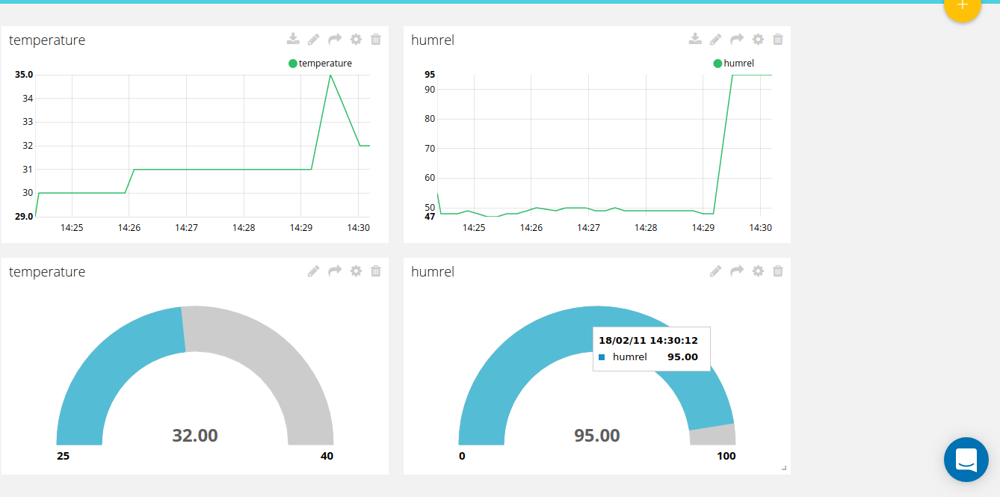 +
temperature
temperature
35.0
34
33
32
31
30
29.0
14:25 14:26 14:27 14:28 14:29 14:30
humrel
humrel
95
90
80
70
60
50
47
14:25 14:26 14:27 14:28 14:29 14:30
temperature
32.00
25 40
humrel
18/02/11 14:30:12
humrel 95.00
95.00
0 100